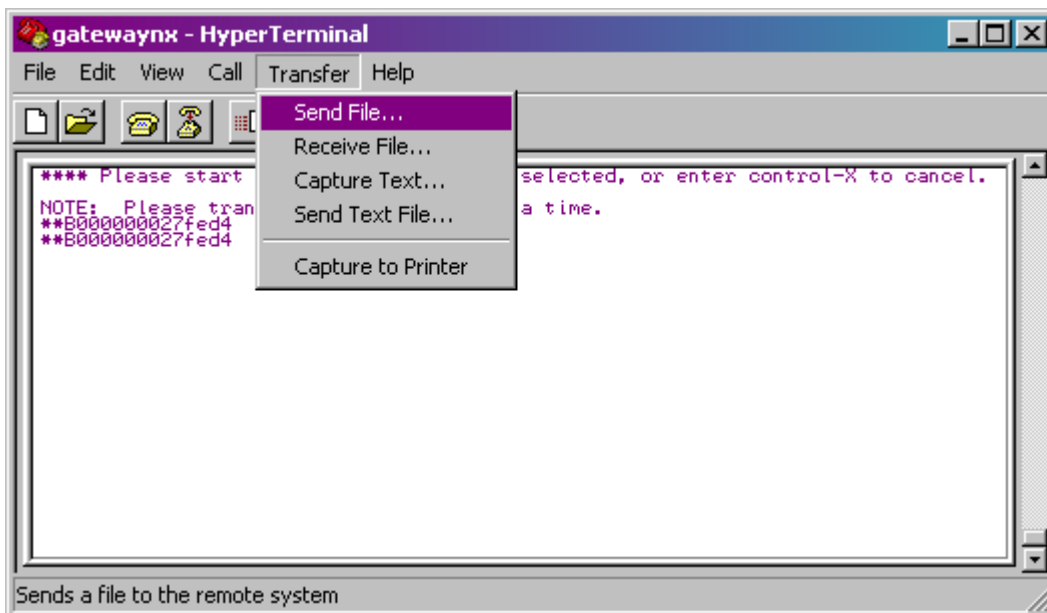 gatewaynx - HyperTerminal
File Edit View Call Transfer Help
Send File...
Receive File...
Capture Text...
Send Text File...
Capture to Printer
**** Please start selected, or enter control-X to cancel.
NOTE: Please tran a time.
**B0000000027fed4
**B0000000027fed4
Sends a file to the remote system